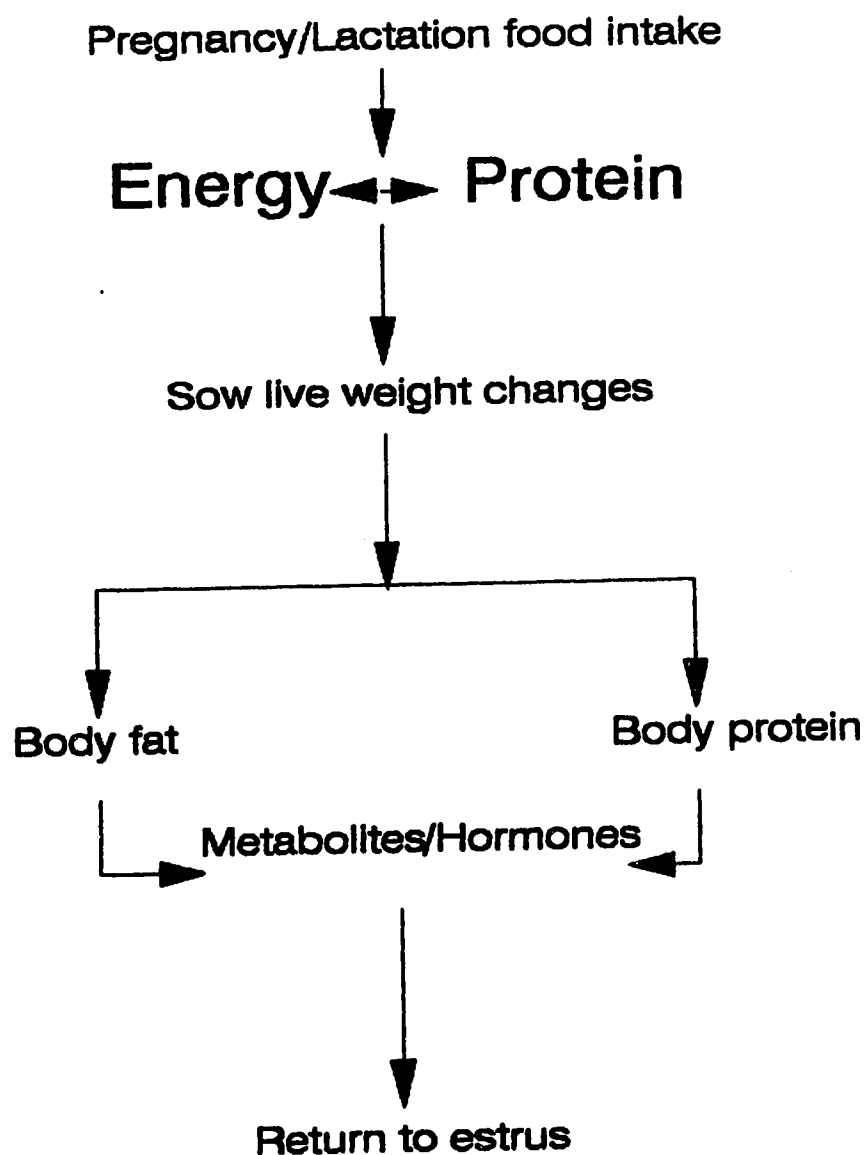 Pregnancy/Lactation food intake
Energy Protein
Sow live weight changes
Body fat Body protein
Metabolites/Hormones
Return to estrus